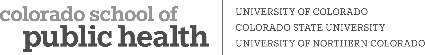 colorado school of
public health
UNIVERSITY OF COLORADO
COLORADO STATE UNIVERSITY
UNIVERSITY OF NORTHERN COLORADO